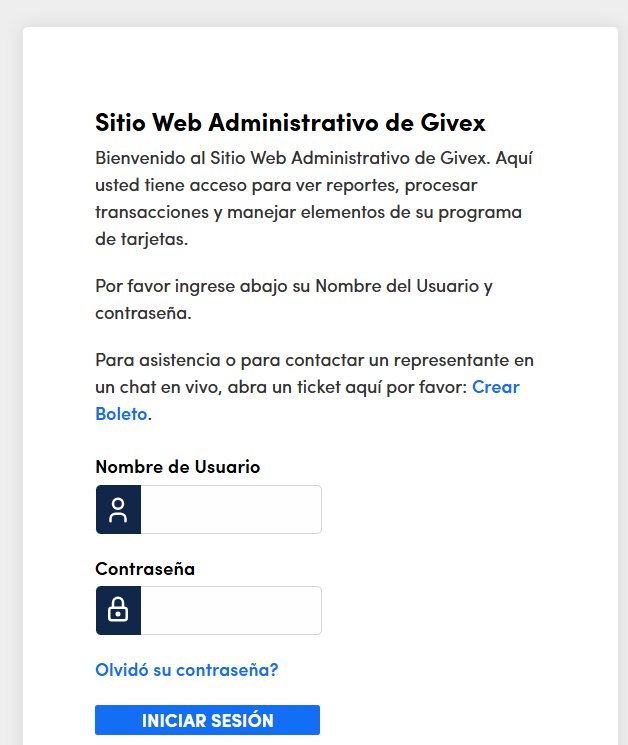 Sitio Web Administrativo de Givex
Bienvenido al Sitio Web Administrativo de Givex. Aquí
usted tiene acceso para ver reportes, procesar
transacciones y manejar elementos de su programa
de tarjetas.
Por favor ingrese abajo su Nombre del Usuario y
contraseña.
Para asistencia o para contactar un representante en
un chat en vivo, abra un ticket aquí por favor: Crear
Boleto.
Nombre de Usuario
Contraseña
Olvidó su contraseña?
INICIAR SESIÓN